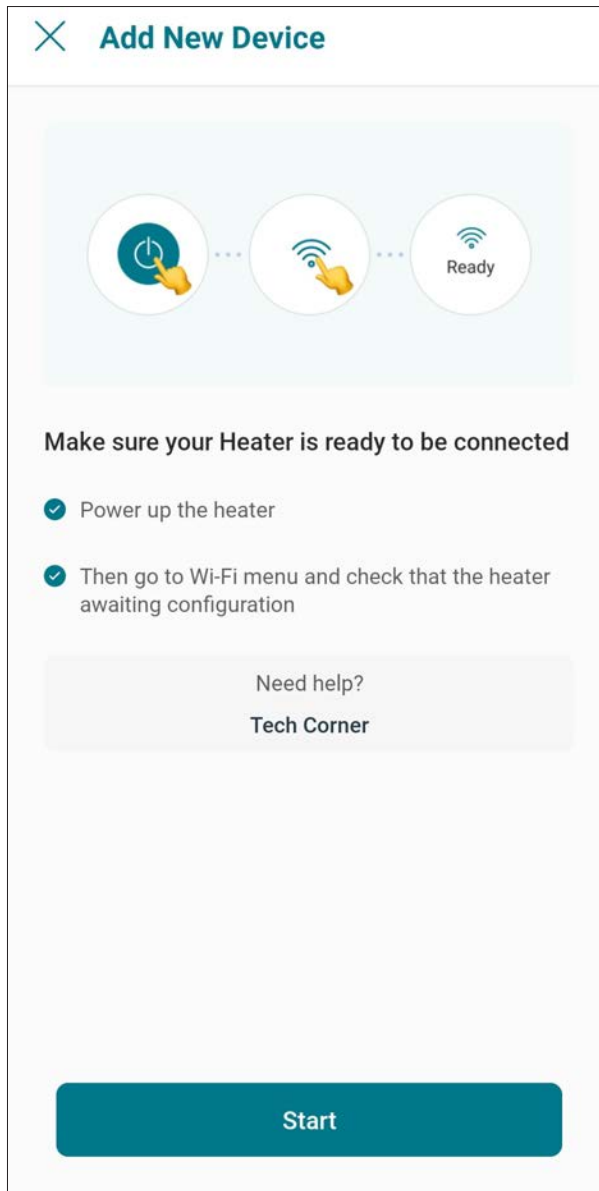 Add New Device
Ready
Make sure your Heater is ready to be connected
Power up the heater
Then go to Wi-Fi menu and check that the heater
awaiting configuration
Need help?
Tech Corner
Start